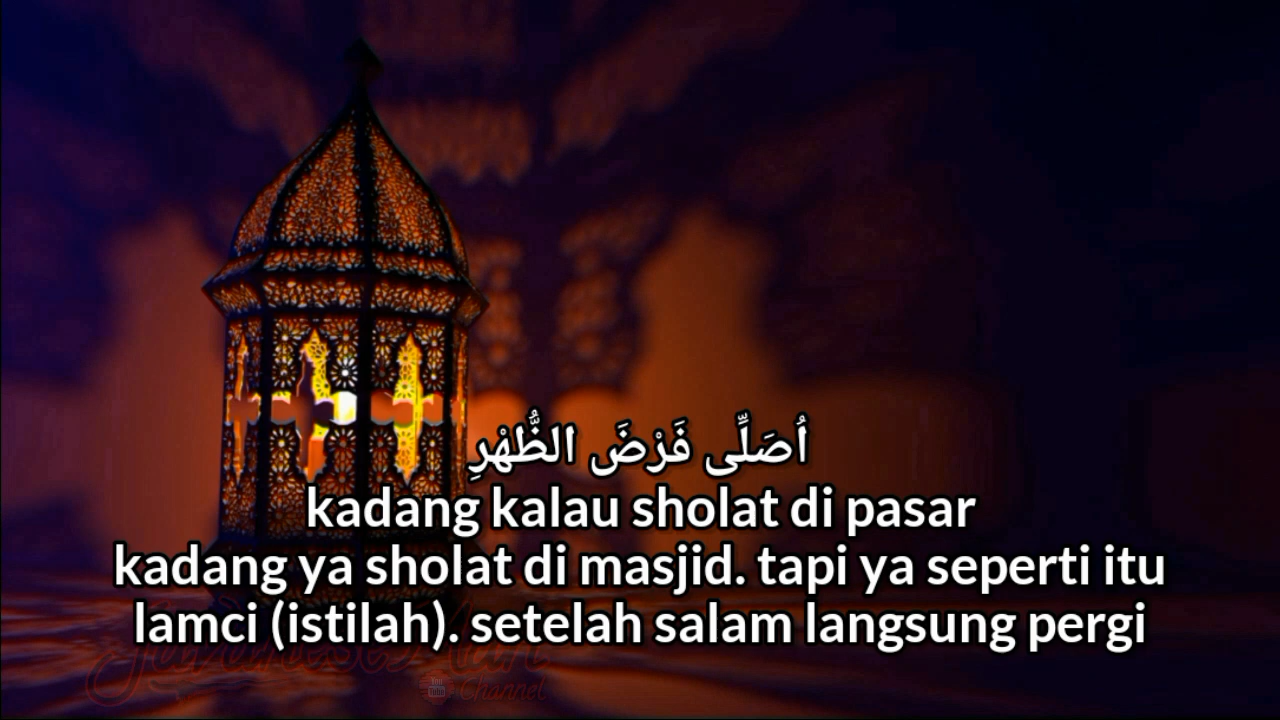 اُصَلِّى فَرْضَ الظُّهْرِ
kadang kalau sholat di pasar
kadang ya sholat di masjid. tapi ya seperti itu
lamci (istilah). setelah salam langsung pergi
Channel